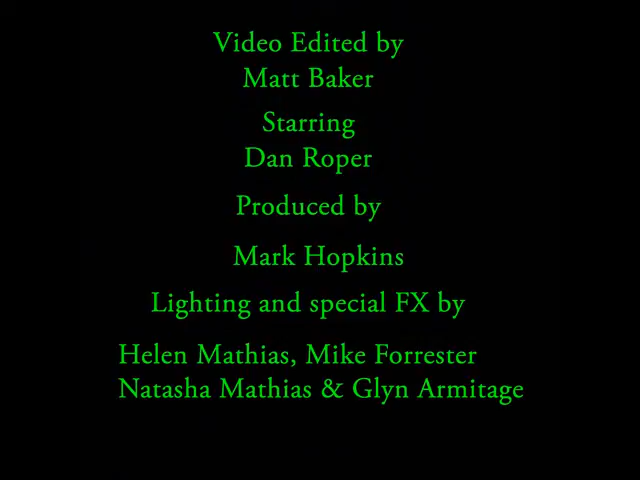 Video Edited by
Matt Baker
Starring
Dan Roper
Produced by
Mark Hopkins
Lighting and special FX by
Helen Mathias, Mike Forrester
Natasha Mathias & Glyn Armitage